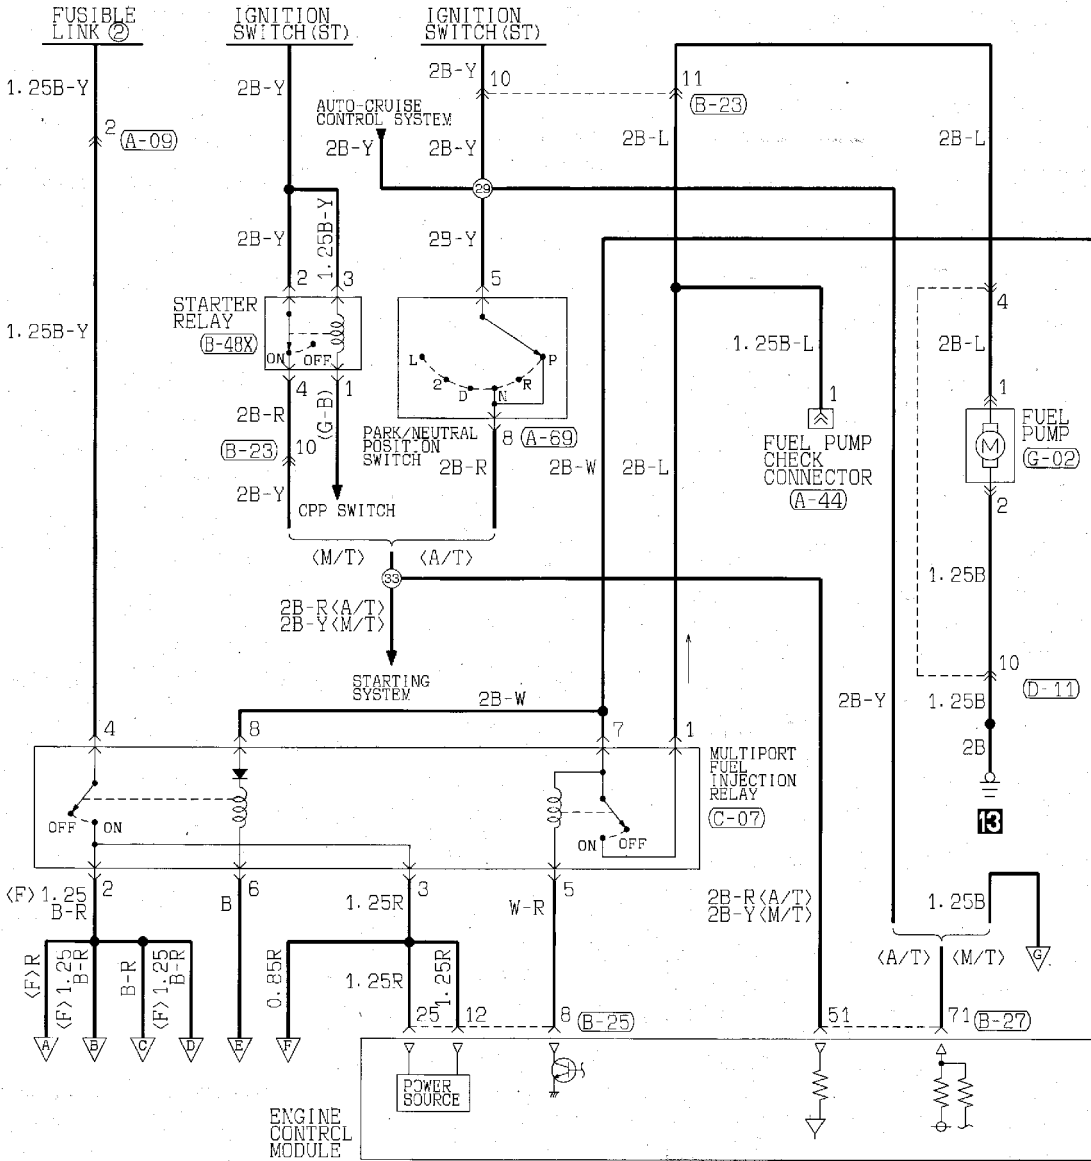 FUSIBLE
LINK ②
IGNITION
SWITCH(ST)
IGNITION
SWITCH(ST)
1.25B-Y
2B-Y
2B-Y
10
11
(B-23)
2
(A-09)
AUTO-CRUISE
CONTROL SYSTEM
2B-Y
2B-Y
2B-L
2B-L
29
2B-Y
1.25B-Y
2B-Y
2
3
5
4
STARTER
RELAY
(B-48X)
ON
OFF
1.25B-Y
L
2
D
N
R
P
1.25B-L
2B-L
4
1
1
1
2B-R
(G-B)
PARK/NEUTRAL
POSITION
SWITCH
8
(A-69)
FUEL PUMP
CHECK
CONNECTOR
(A-44)
M
FUEL
PUMP
(G-02)
(B-23)
10
2B-Y
CPP SWITCH
2B-R
2B-W
2B-L
2
<M/T>
<A/T>
33
1.25B
2B-R<A/T>
2B-Y<M/T>
STARTING
SYSTEM
10
(D-11)
2B-W
2B-Y
1.25B
2B
4
8
7
1
MULTIPORT
FUEL
INJECTION
RELAY
(C-07)
OFF
ON
ON
OFF
13
2
6
3
5
<F>1.25
B-R
B
1.25R
W-R
2B-R<A/T>
2B-Y<M/T>
1.25B
<F>R
<F>1.25
B-R
B-R
<F>1.25
B-R
0.85R
1.25R
1.25R
<A/T>
<M/T>
G
25
12
8
(B-25)
51
71
(B-27)
A
B
C
D
E
F
POWER
SOURCE
ENGINE
CONTROL
MODULE